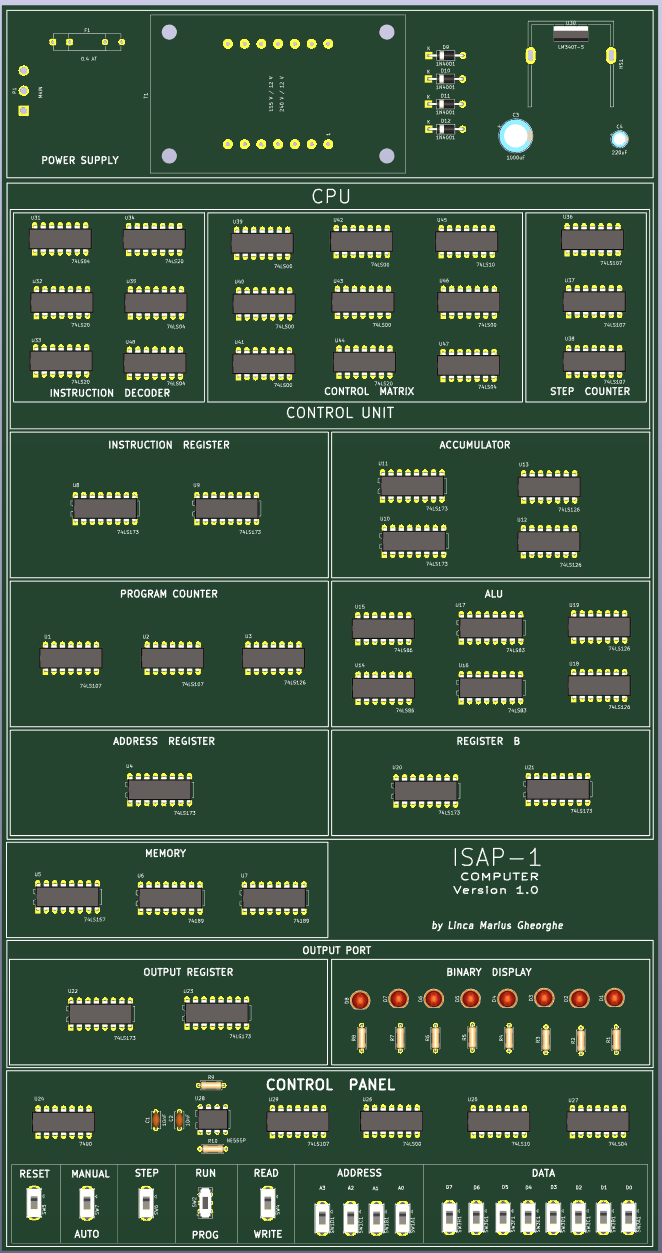 F1
0.4 AT
P1
MAIN
T1
115 V / 12 V
240 V / 12 V
1
K D9
1N4001
K D10
1N4001
K D11
1N4001
K D12
1N4001
U30
LM340T-5
HS1
C3
1000uF
C4
220uF
POWER SUPPLY
CPU
U31
74LS04
U34
74LS20
U39
74LS00
U42
74LS00
U45
74LS10
U36
74LS107
U32
74LS20
74LS04
U40
74LS00
U43
74LS00
U46
74LS00
U37
74LS107
U33
74LS20
74LS04
U41
74LS00
U44
74LS20
U47
74LS04
U38
74LS107
INSTRUCTION DECODER
CONTROL MATRIX
STEP COUNTER
CONTROL UNIT
INSTRUCTION REGISTER
ACCUMULATOR
U8
74LS173
U9
74LS173
U11
74LS173
U13
74LS126
U10
74LS173
U12
74LS126
PROGRAM COUNTER
ALU
U1
74LS107
U2
74LS107
U3
74LS126
U15
74LS86
U17
74LS83
U19
74LS126
U14
74LS86
U16
74LS83
U18
74LS126
ADDRESS REGISTER
REGISTER B
U4
74LS173
U20
74LS173
U21
74LS173
MEMORY
U5
74LS157
U6
74189
U7
74189
ISAP-1
COMPUTER
Version 1.0
by Linca Marius Gheorghe
OUTPUT PORT
OUTPUT REGISTER
BINARY DISPLAY
U22
74LS173
U23
74LS173
D8 D7 D6 D5 D4 D3 D2 D1
R8 R7 R6 R5 R4 R3 R2 R1
CONTROL PANEL
U24
7400
C1
10nF
C2
10uF
R9
U28
NE555P
R10
U29
74LS107
U26
74LS00
U25
74LS10
U27
74LS04
RESET
SW8
MANUAL
SW7
AUTO
STEP
SW6
RUN
SW2
PROG
READ
SW4
WRITE
ADDRESS
A3 A2 A1 A0
DATA
D7 D6 D5 D4 D3 D2 D1 D0